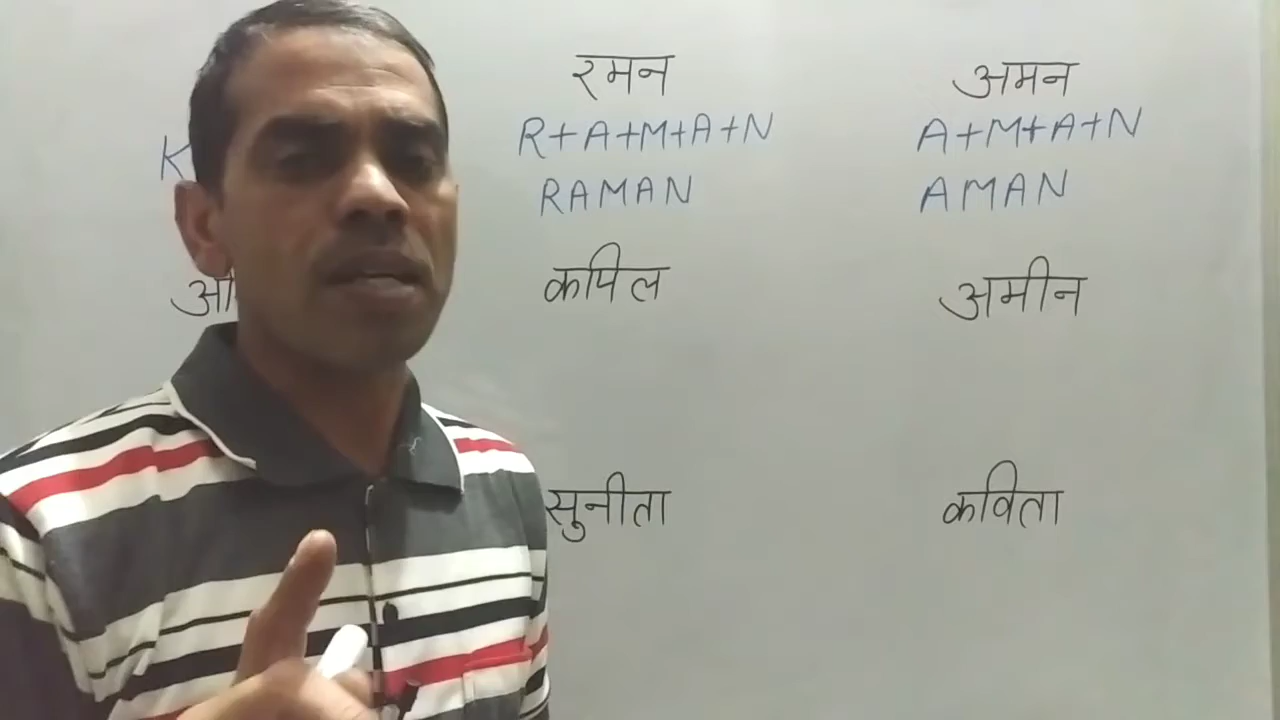 रमन
अमन
K
R+A+M+A+N
A+M+A+N
RAMAN
AMAN
कपिल
अमीन
सुनीता
कविता